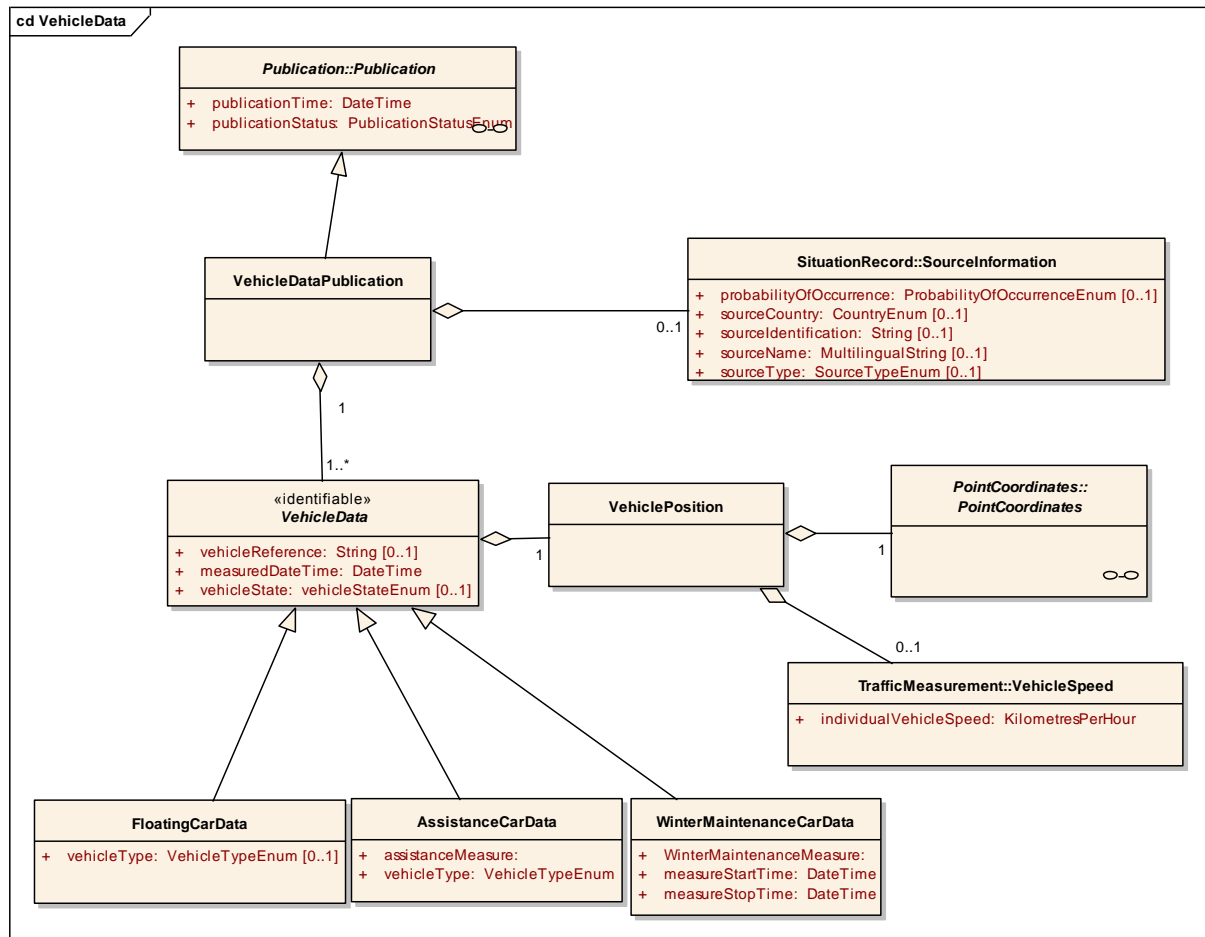 cd VehicleData
Publication::Publication
+ publicationTime: DateTime
+ publicationStatus: PublicationStatusEnum
VehicleDataPublication
SituationRecord::SourceInformation
+ probabilityOfOccurrence: ProbabilityOfOccurrenceEnum [0..1]
+ sourceCountry: CountryEnum [0..1]
+ sourceIdentification: String [0..1]
+ sourceName: MultilingualString [0..1]
+ sourceType: SourceTypeEnum [0..1]
0..1
1
1..*
«identifiable»
VehicleData
+ vehicleReference: String [0..1]
+ measuredDateTime: DateTime
+ vehicleState: vehicleStateEnum [0..1]
1
VehiclePosition
1
PointCoordinates::
PointCoordinates
0..1
TrafficMeasurement::VehicleSpeed
+ individualVehicleSpeed: KilometresPerHour
FloatingCarData
+ vehicleType: VehicleTypeEnum [0..1]
AssistanceCarData
+ assistanceMeasure:
+ vehicleType: VehicleTypeEnum
WinterMaintenanceCarData
+ WinterMaintenanceMeasure:
+ measureStartTime: DateTime
+ measureStopTime: DateTime